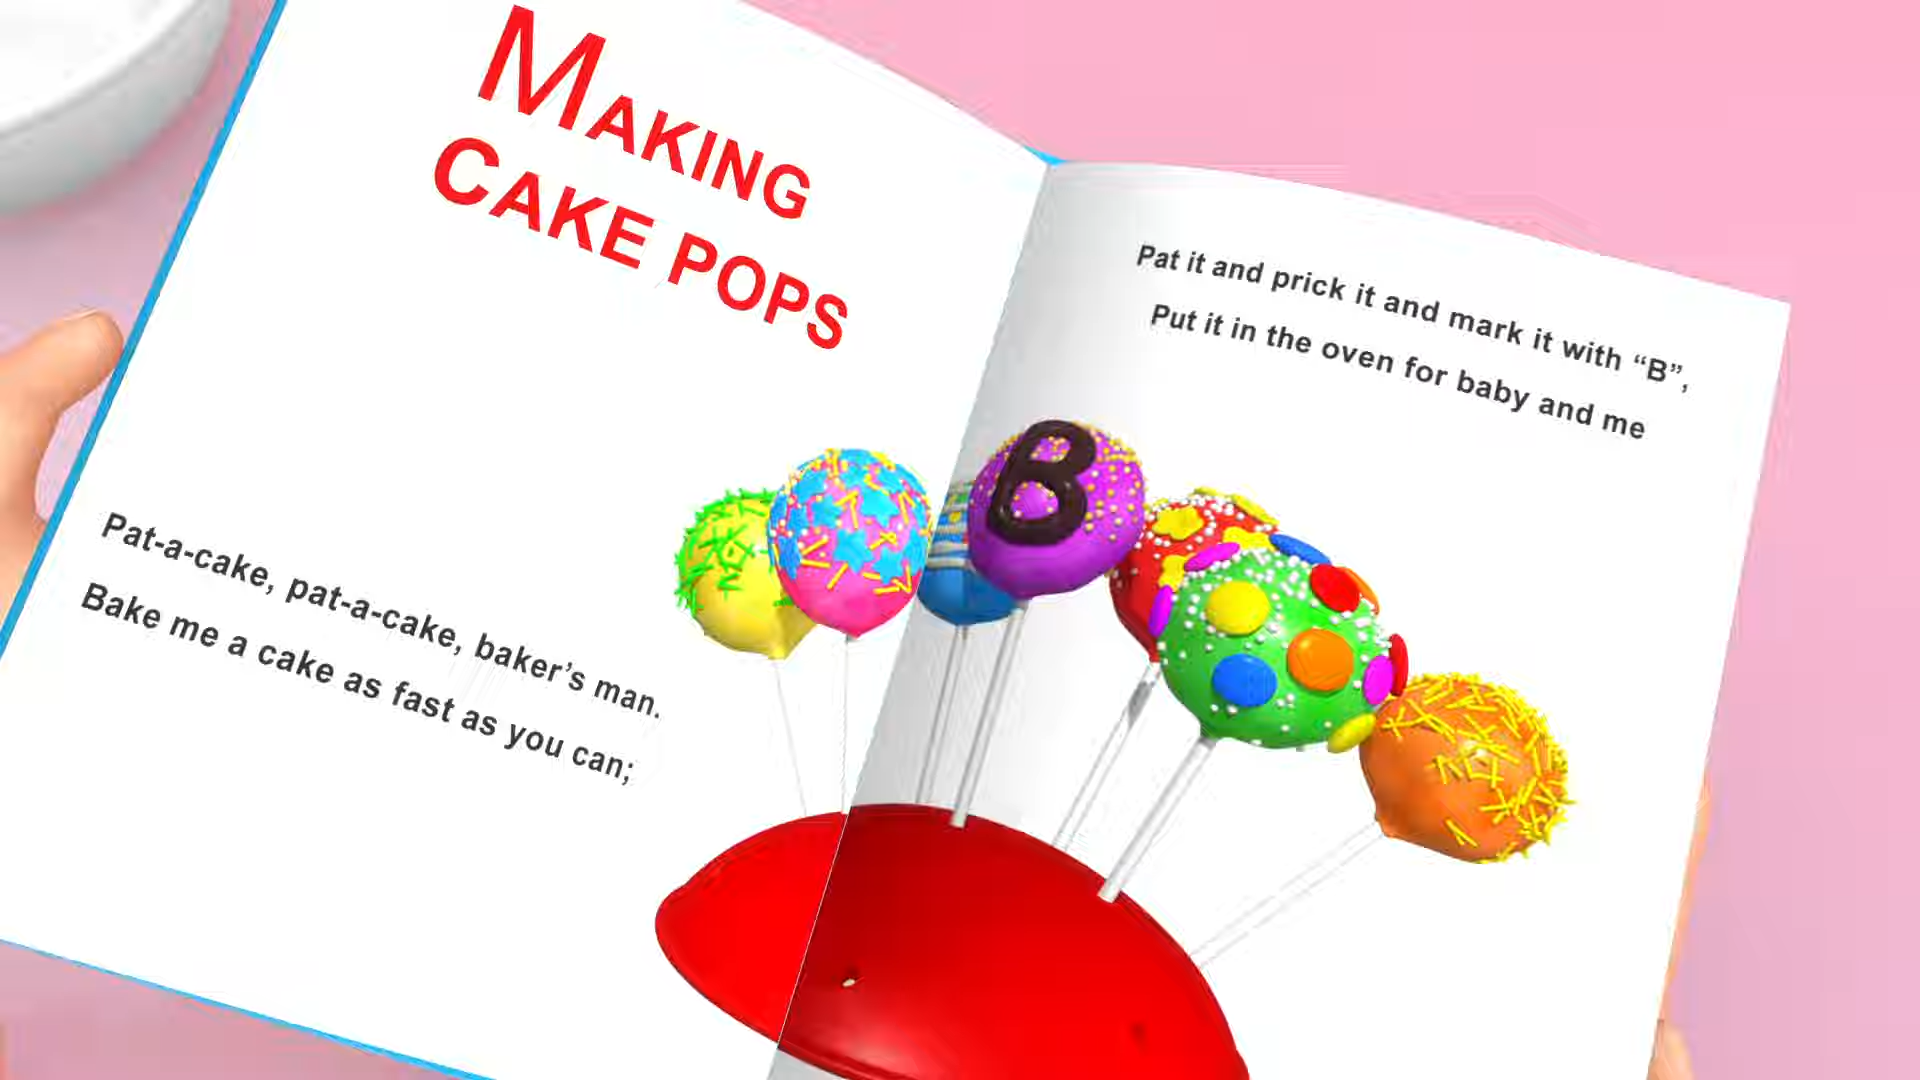 MAKING
CAKE POPS
Pat-a-cake, pat-a-cake, baker’s man.
Bake me a cake as fast as you can;
Pat it and prick it and mark it with “B”,
Put it in the oven for baby and me
B